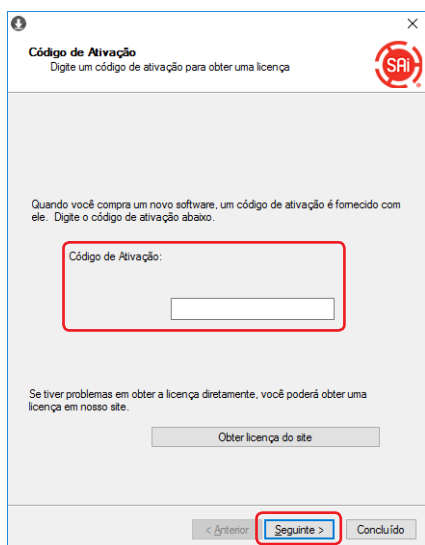 Código de Ativação
Digite um código de ativação para obter uma licença
SAi
Quando você compra um novo software, um código de ativação é fornecido com
ele. Digite o código de ativação abaixo.
Código de Ativação:
Se tiver problemas em obter a licença diretamente, você poderá obter uma
licença em nosso site.
Obter licença do site
< Anterior
Seguinte >
Concluído